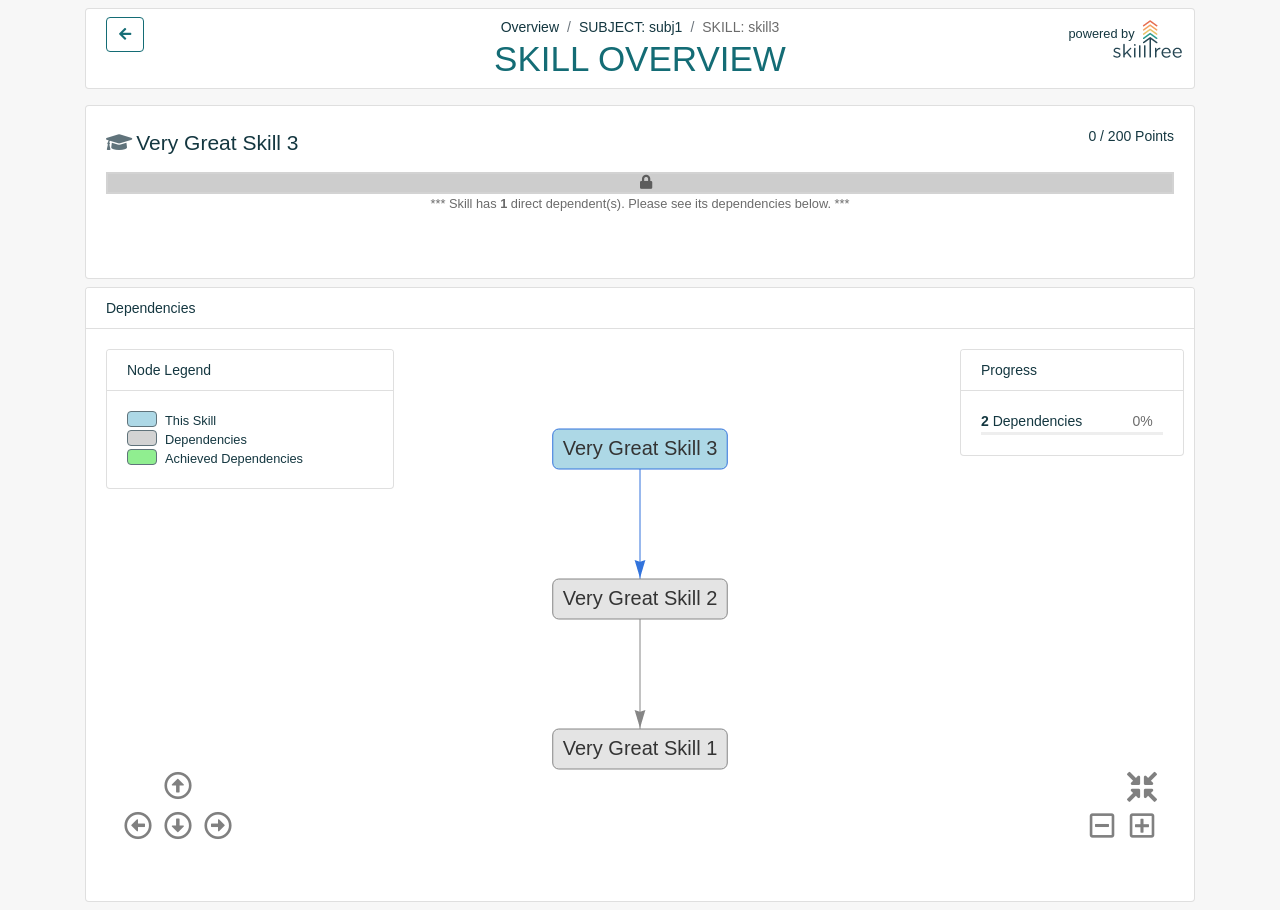 Overview / SUBJECT: subj1 / SKILL: skill3
SKILL OVERVIEW
powered by
skilltree
Very Great Skill 3
0 / 200 Points
*** Skill has 1 direct dependent(s). Please see its dependencies below. ***
Dependencies
Node Legend
This Skill
Dependencies
Achieved Dependencies
Progress
2 Dependencies 0%
Very Great Skill 3
Very Great Skill 2
Very Great Skill 1